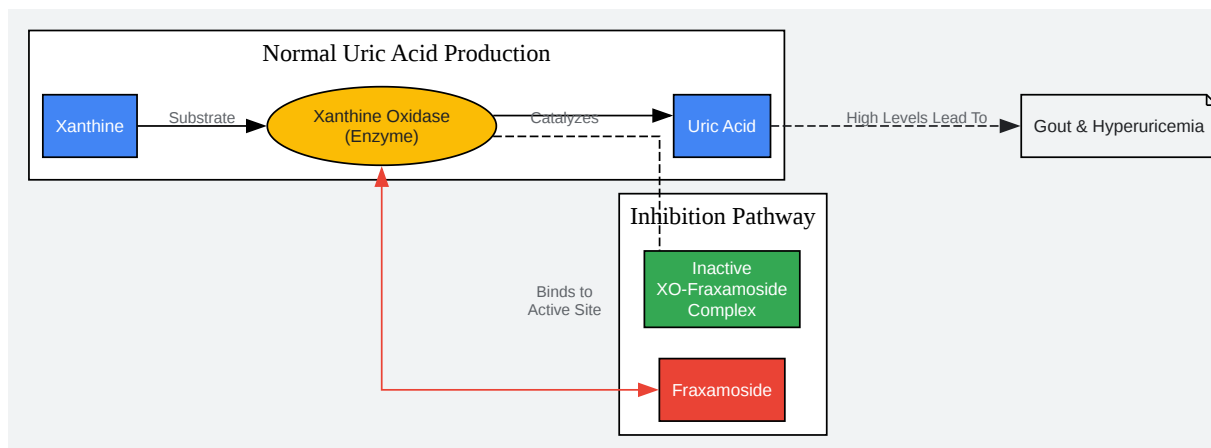 Normal Uric Acid Production
Xanthine
Substrate
Xanthine Oxidase
(Enzyme)
Catalyzes
Uric Acid
High Levels Lead To
Gout & Hyperuricemia
Inhibition Pathway
Inactive
XO-Fraxamoside
Complex
Binds to
Active Site
Fraxamoside